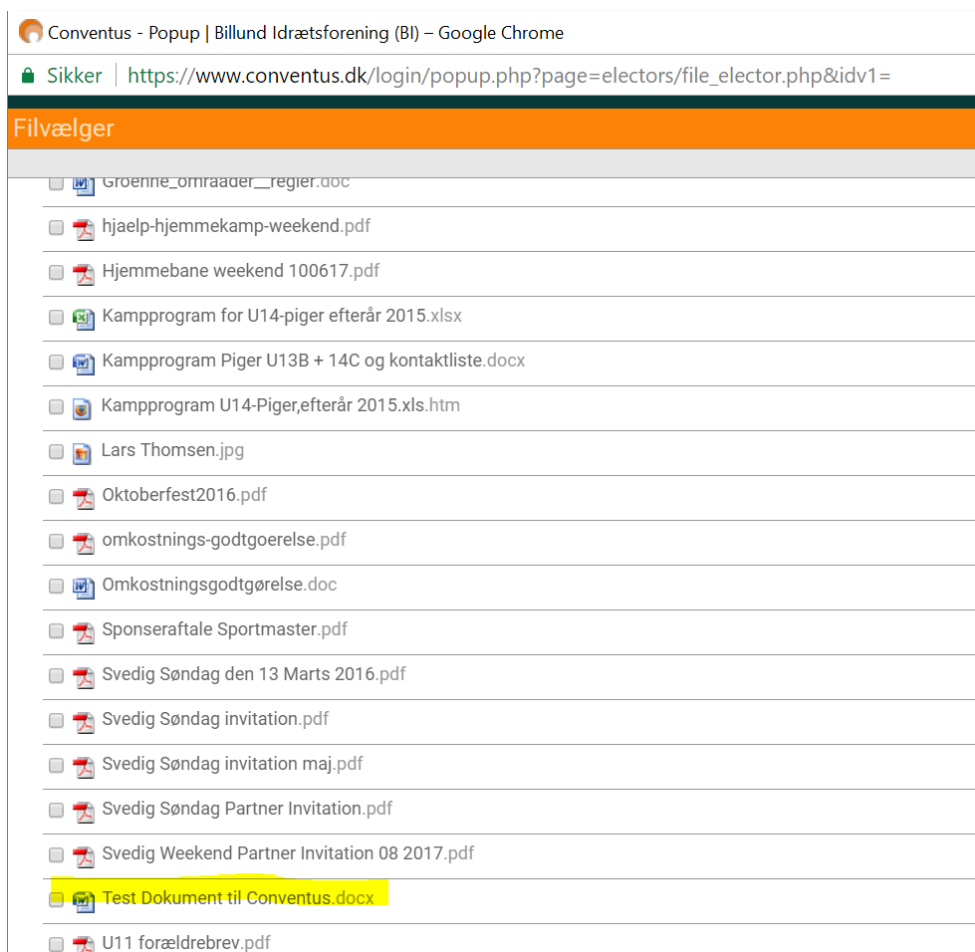 Conventus - Popup | Billund Idrætsforening (BI) – Google Chrome
Sikker | https://www.conventus.dk/login/popup.php?page=electors/file_elector.php&idv1=
Filvælger
Groenne_omraader__regler.doc
hjaelp-hjemmekamp-weekend.pdf
Hjemmebane weekend 100617.pdf
Kampprogram for U14-piger efterår 2015.xlsx
Kampprogram Piger U13B + 14C og kontaktliste.docx
Kampprogram U14-Piger,efterår 2015.xls.htm
Lars Thomsen.jpg
Oktoberfest2016.pdf
omkostnings-godtgoerelse.pdf
Omkostningsgodtgørelse.doc
Sponseraftale Sportmaster.pdf
Svedig Søndag den 13 Marts 2016.pdf
Svedig Søndag invitation.pdf
Svedig Søndag invitation maj.pdf
Svedig Søndag Partner Invitation.pdf
Svedig Weekend Partner Invitation 08 2017.pdf
Test Dokument til Conventus.docx
U11 forældrebrev.pdf